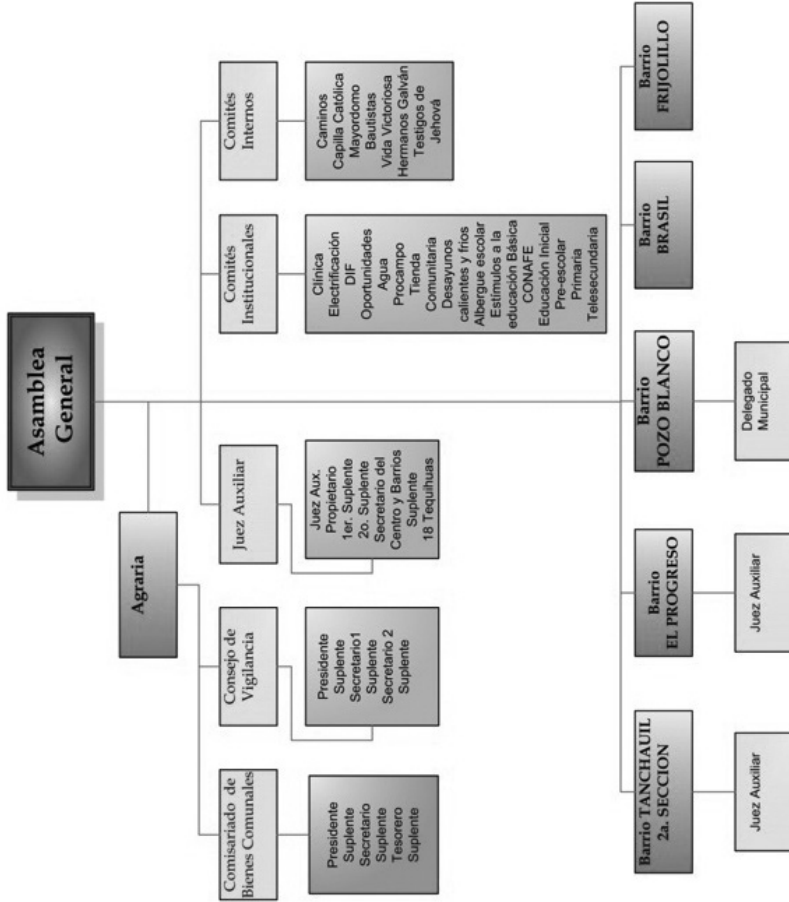 Asamblea
General
Agraria
Comisariado de
Bienes Comunales
Presidente
Suplente
Secretario
Suplente
Tesorero
Suplente
Consejo de
Vigilancia
Presidente
Suplente
Secretario1
Suplente
Secretario 2
Suplente
Juez Auxiliar
Juez Aux.
Propietario
1er. Suplente
2o. Suplente
Secretario del
Centro y Barrios
Suplente
18 Tequihuas
Comités
Institucionales
Clínica
Electrificación
DIF
Oportunidades
Agua
Procampo
Tienda
Comunitaria
Desayunos
calientes y fríos
Albergue escolar
Estímulos a la
educación Básica
CONAFE
Educación Inicial
Pre-escolar
Primaria
Telesecundaria
Comités
Internos
Caminos
Capilla Católica
Mayordomo
Bautistas
Vida Victoriosa
Hermanos Galván
Testigos de
Jehová
Barrio TANCHAUIL
2a. SECCION
Juez Auxiliar
Barrio
EL PROGRESO
Juez Auxiliar
Barrio
POZO BLANCO
Delegado
Municipal
Barrio
BRASIL
Barrio
FRIJOLILLO